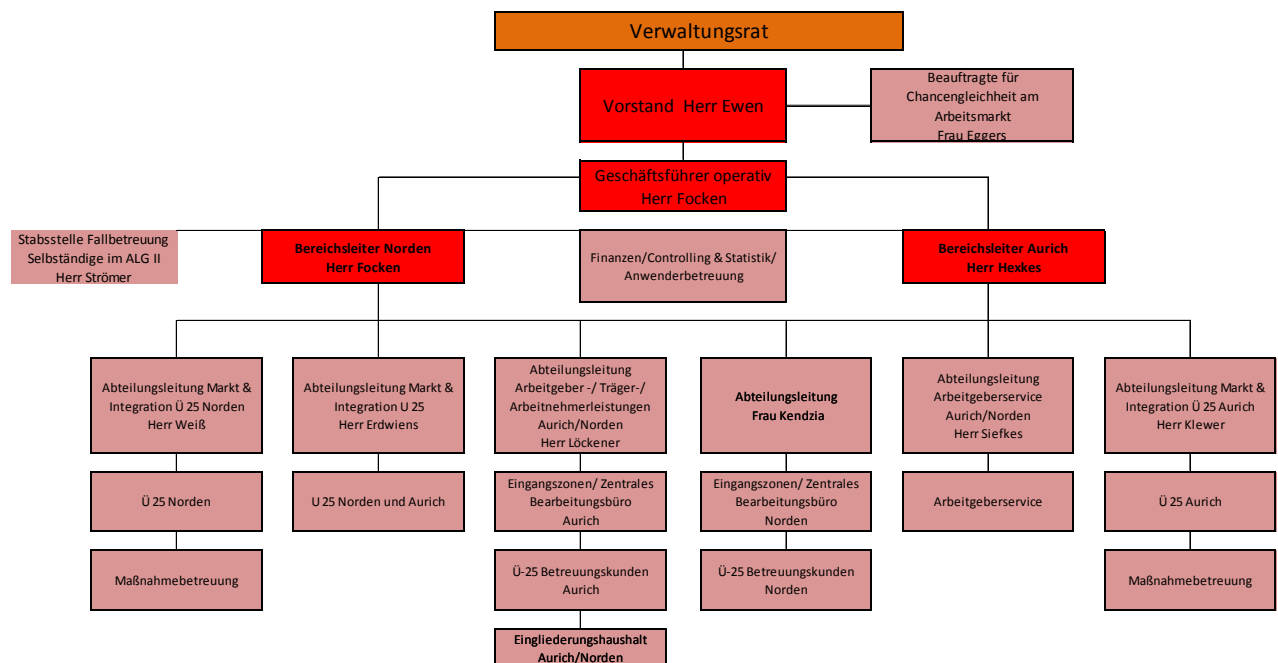 Verwaltungsrat
Vorstand Herr Ewen
Beauftragte für
Chancengleichheit am
Arbeitsmarkt
Frau Eggers
Geschäftsführer operativ
Herr Focken
Stabsstelle Fallbetreuung
Selbständige im ALG II
Herr Strömer
Bereichsleiter Norden
Herr Focken
Finanzen/Controlling & Statistik/
Anwenderbetreuung
Bereichsleiter Aurich
Herr Hexkes
Abteilungsleitung Markt &
Integration Ü 25 Norden
Herr Weiß
Abteilungsleitung Markt &
Integration U 25
Herr Erdwiens
Abteilungsleitung
Arbeitgeber -/ Träger-/
Arbeitnehmerleistungen
Aurich/Norden
Herr Löckener
Abteilungsleitung
Frau Kendzia
Abteilungsleitung
Arbeitgeberservice
Aurich/Norden
Herr Siefkes
Abteilungsleitung Markt &
Integration Ü 25 Aurich
Herr Klewer
Ü 25 Norden
U 25 Norden und Aurich
Eingangszonen/ Zentrales
Bearbeitungsbüro
Aurich
Eingangszonen/ Zentrales
Bearbeitungsbüro
Norden
Arbeitgeberservice
Ü 25 Aurich
Maßnahmebetreuung
Ü-25 Betreuungskunden
Aurich
Ü-25 Betreuungskunden
Norden
Maßnahmebetreuung
Eingliederungshaushalt
Aurich/Norden